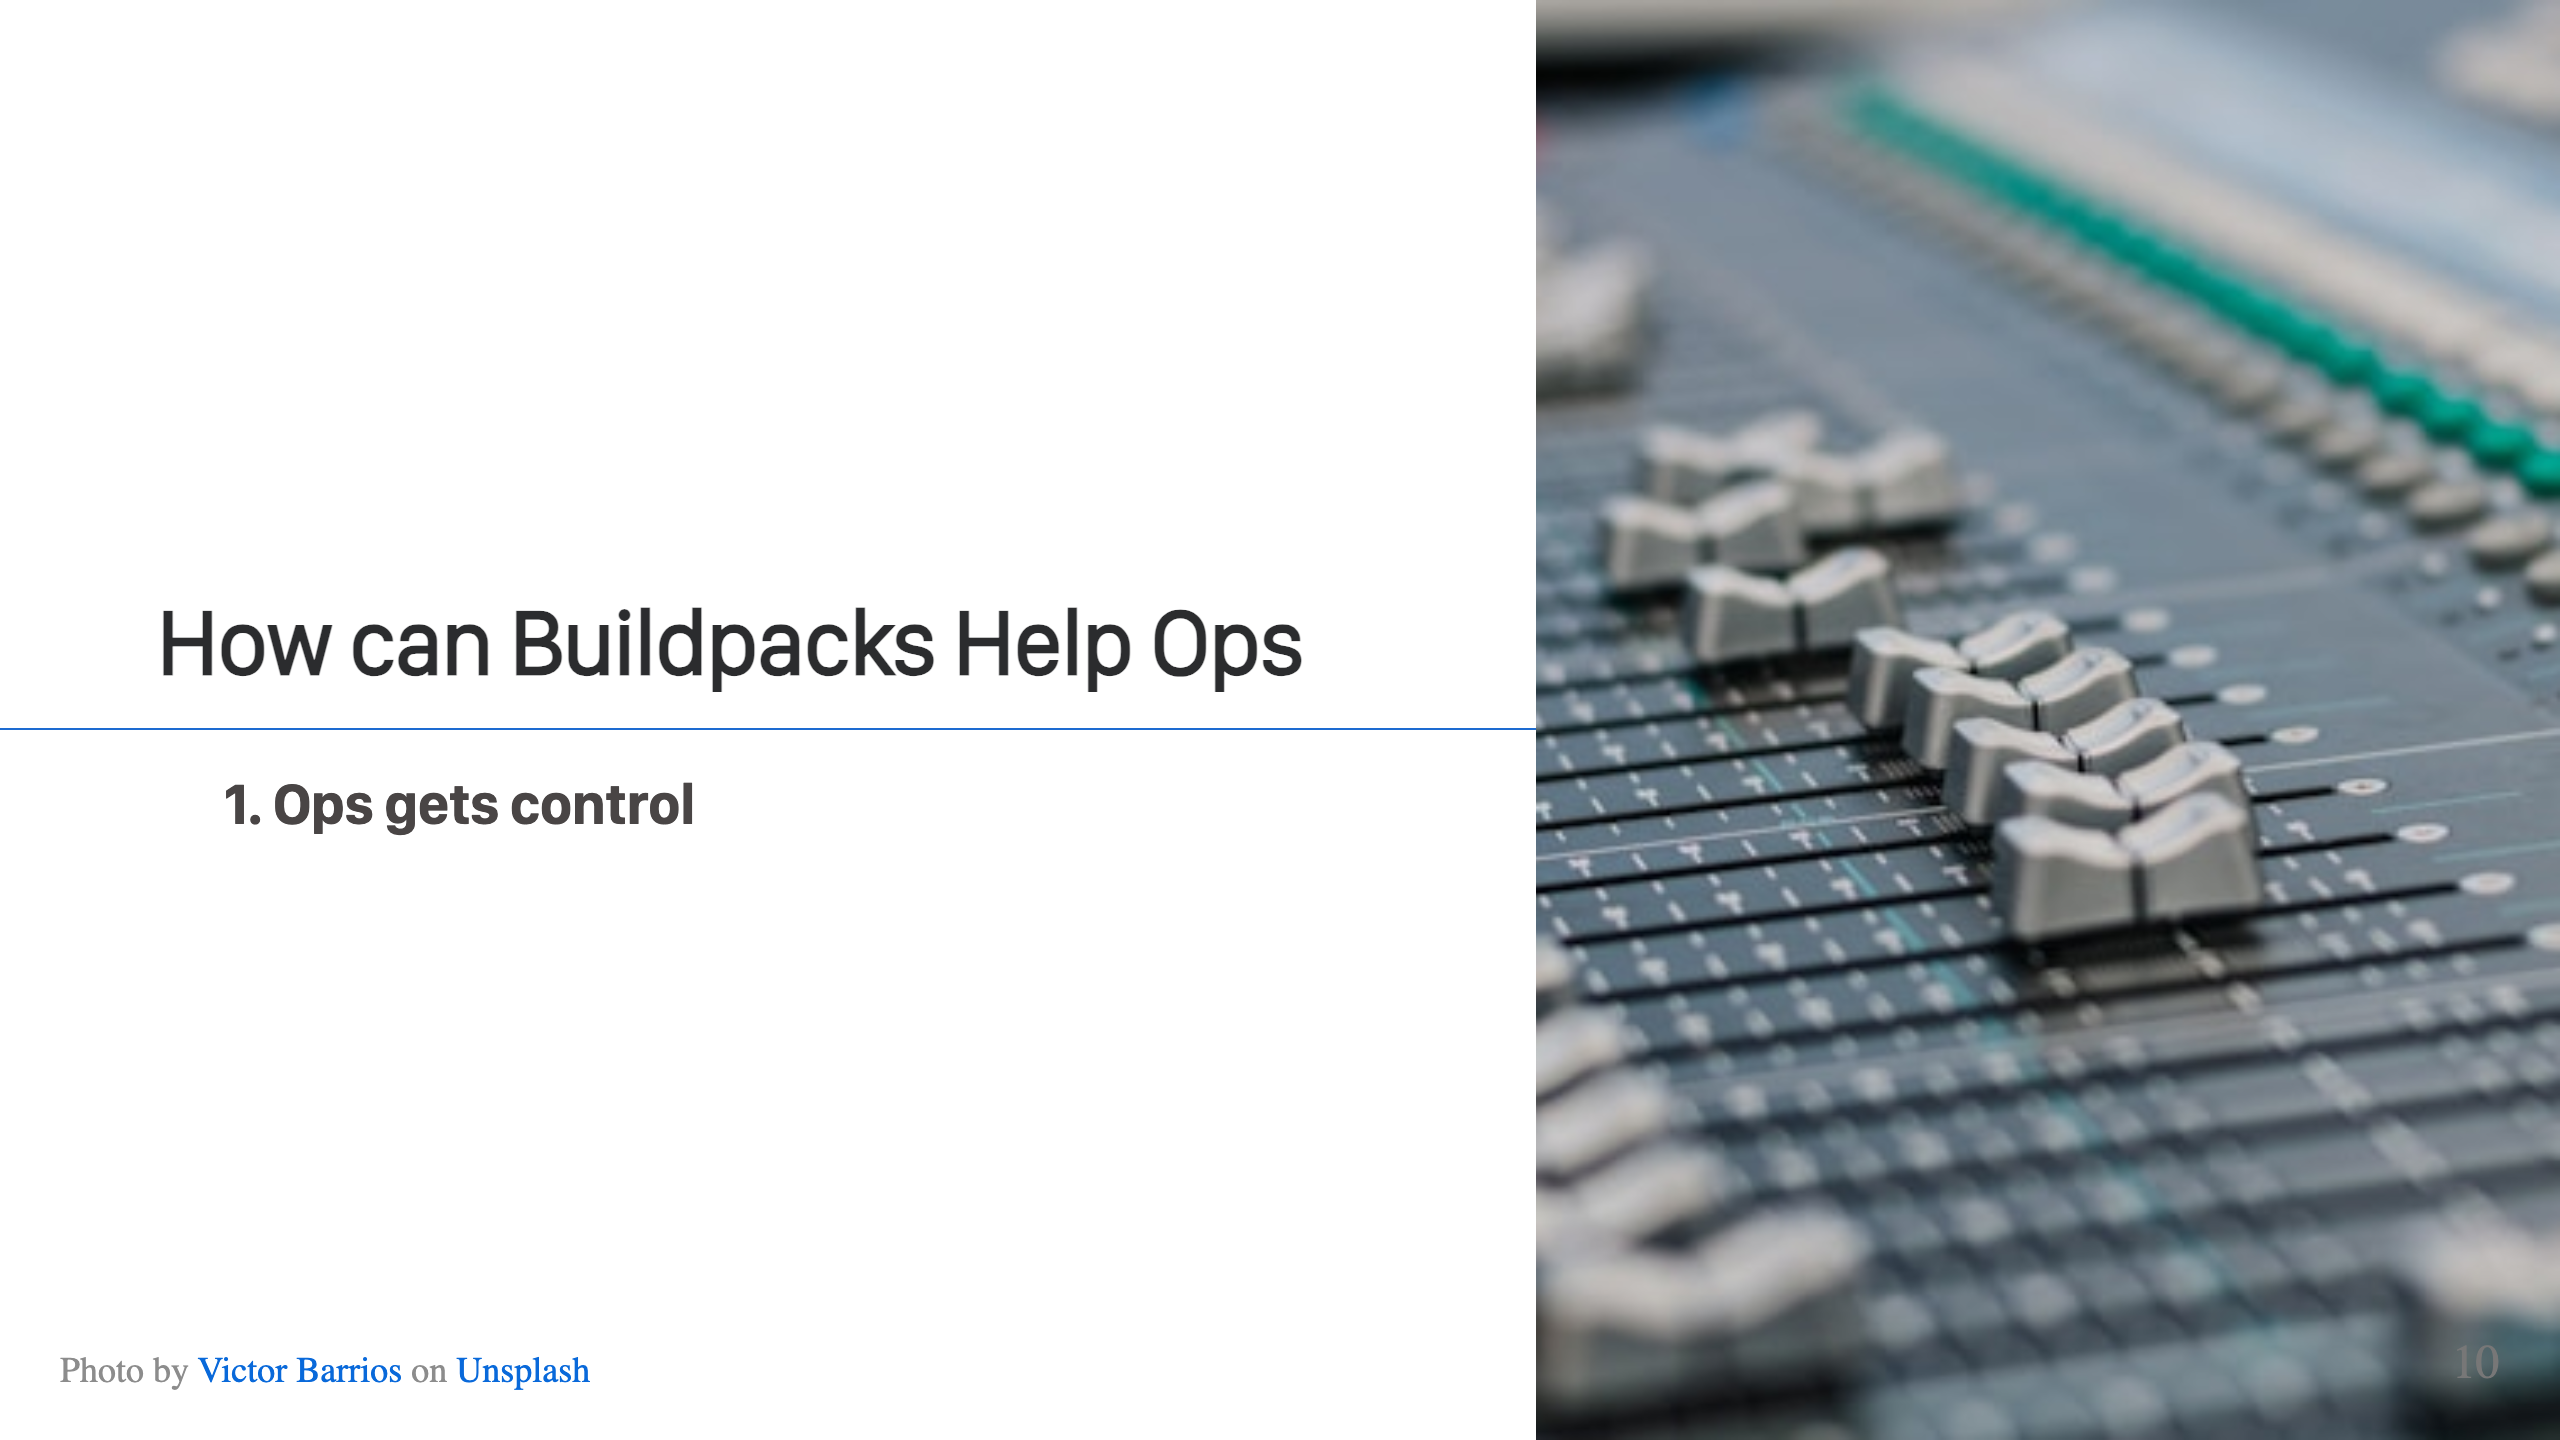 How can Buildpacks Help Ops
1. Ops gets control
Photo by Victor Barrios on Unsplash
10